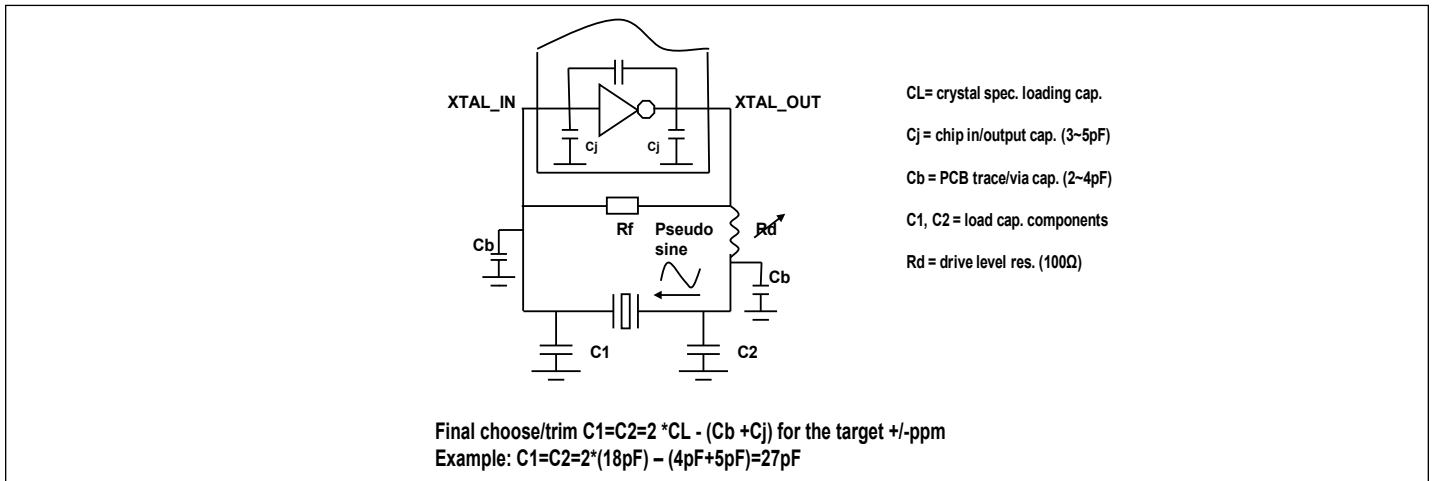 XTAL_IN
XTAL_OUT
Cj
Cj
Rf
Pseudo
sine
Rd
Cb
Cb
C1
C2
CL= crystal spec. loading cap.
Cj = chip in/output cap. (3~5pF)
Cb = PCB trace/via cap. (2~4pF)
C1, C2 = load cap. components
Rd = drive level res. (100Ω)
Final choose/trim C1=C2=2 *CL - (Cb +Cj) for the target +/-ppm
Example: C1=C2=2*(18pF) – (4pF+5pF)=27pF